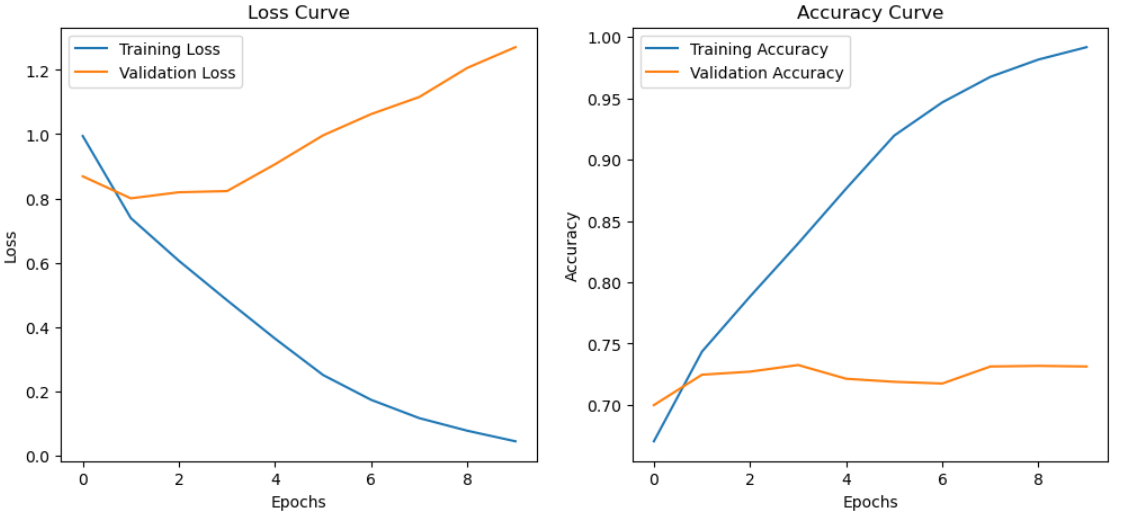 Loss Curve
Training Loss
Validation Loss
1.2
1.0
0.8
0.6
0.4
0.2
0.0
Loss
0 2 4 6 8
Epochs
Accuracy Curve
Training Accuracy
Validation Accuracy
1.00
0.95
0.90
0.85
0.80
0.75
0.70
Accuracy
0 2 4 6 8
Epochs